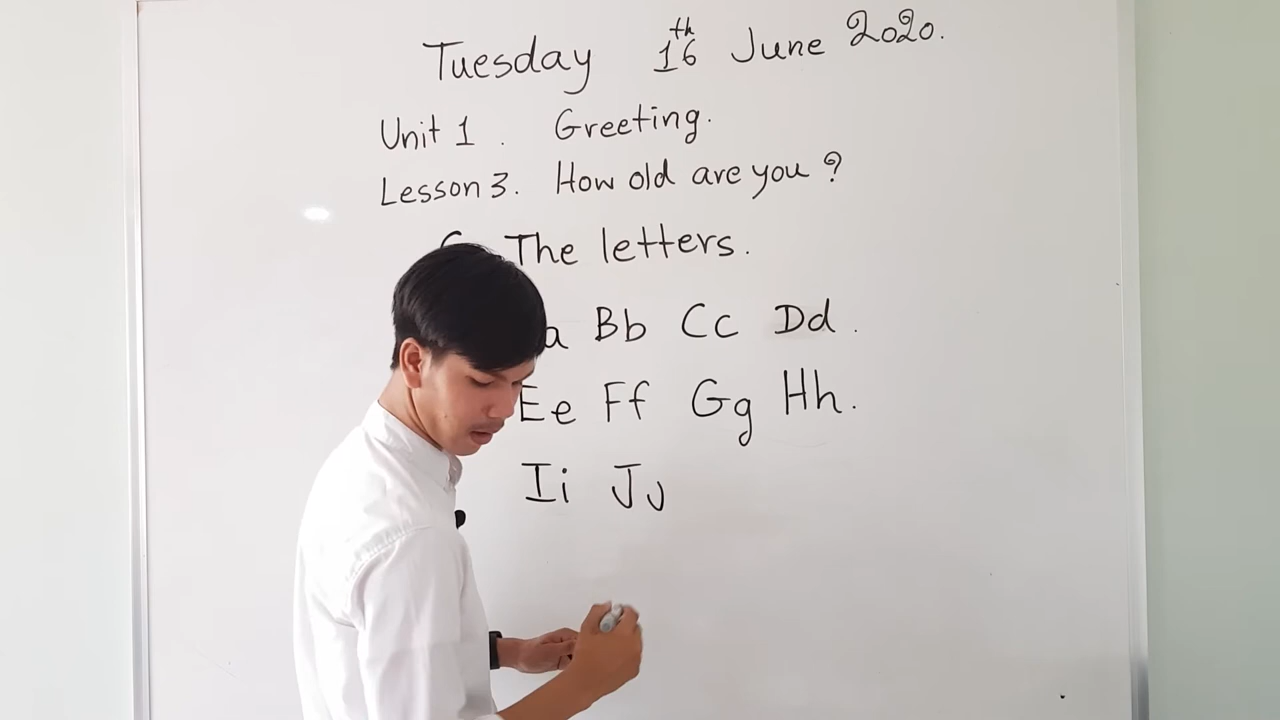 Tuesday 16th June 2020.
Unit 1. Greeting.
Lesson 3. How old are you?
The letters.
a Bb Cc Dd.
Ee Ff Gg Hh.
Ii Jj